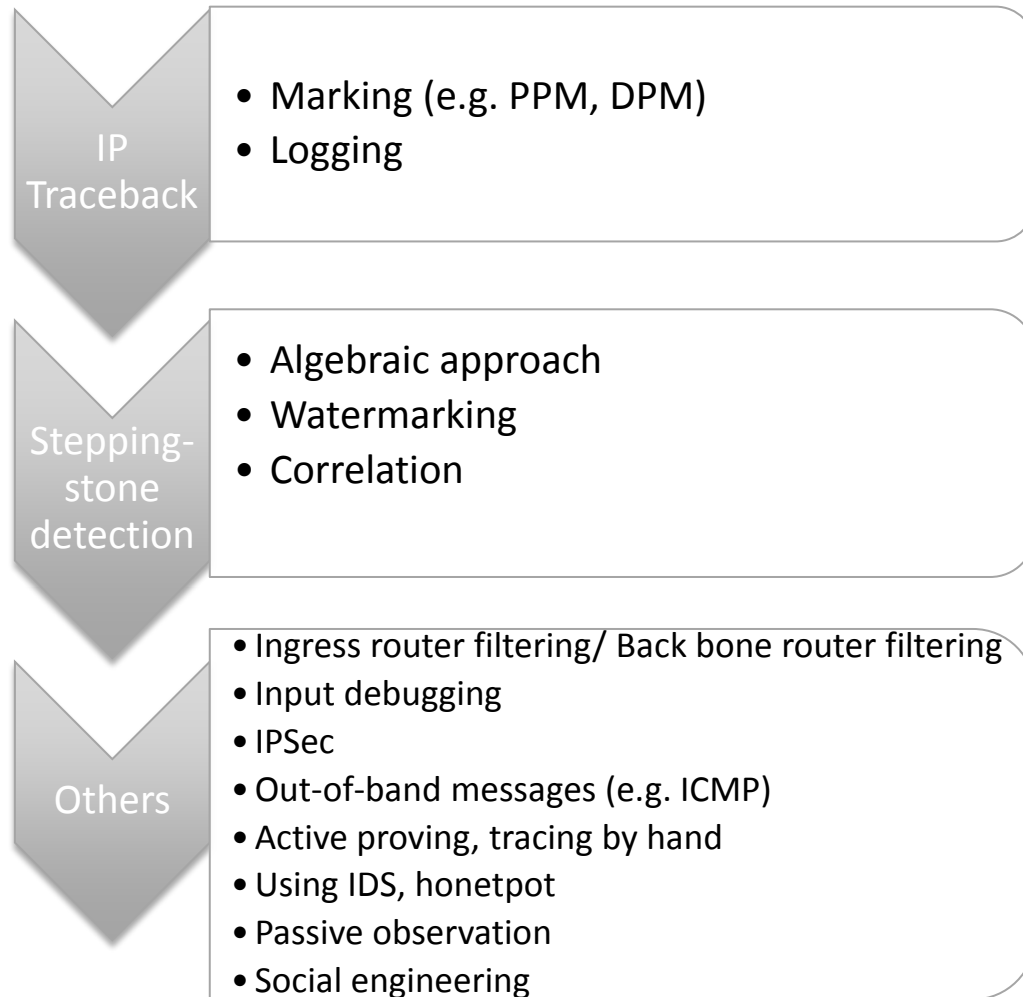 IP
Traceback
• Marking (e.g. PPM, DPM)
• Logging
Stepping-
stone
detection
• Algebraic approach
• Watermarking
• Correlation
Others
• Ingress router filtering/ Back bone router filtering
• Input debugging
• IPSec
• Out-of-band messages (e.g. ICMP)
• Active proving, tracing by hand
• Using IDS, honetpot
• Passive observation
• Social engineering